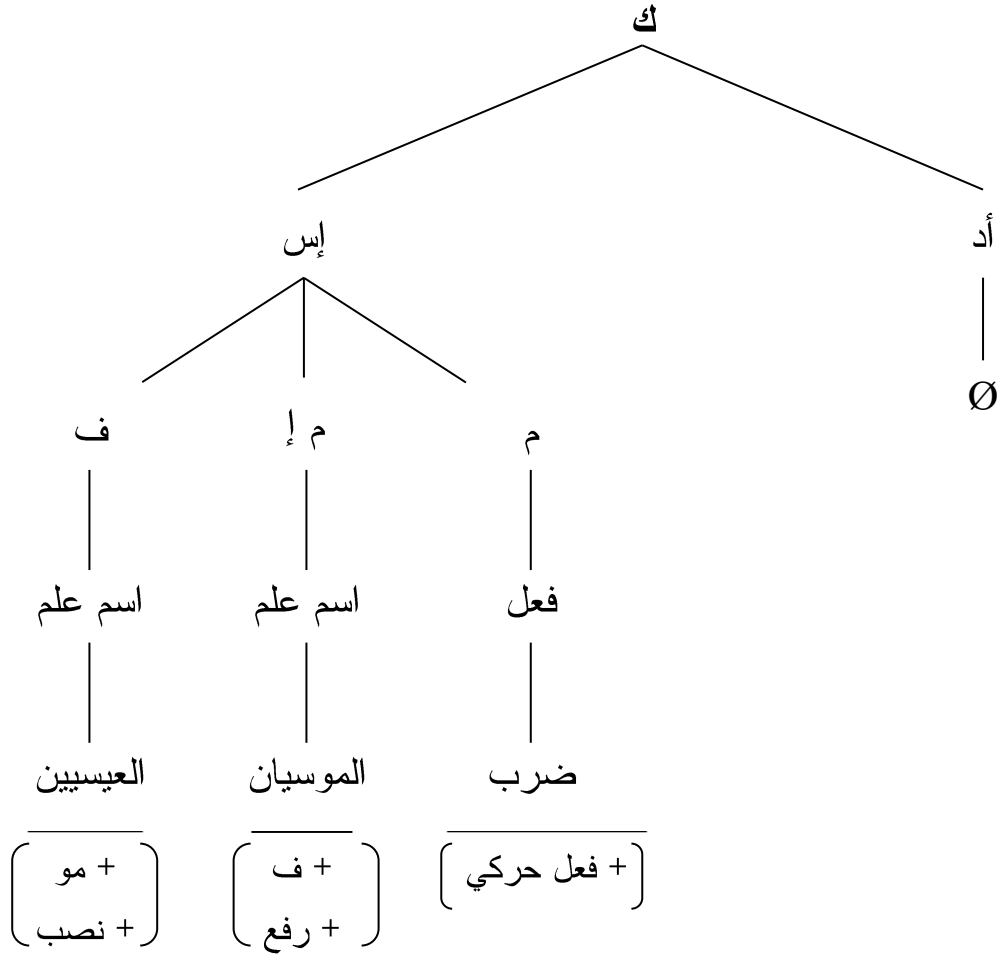 ك
أد
إس
Ø
م
م إ
ف
فعل
اسم علم
اسم علم
ضرب
الموسيان
العيسيين
+ فعل حركي
+ ف
+ مو
+ رفع
+ نصب